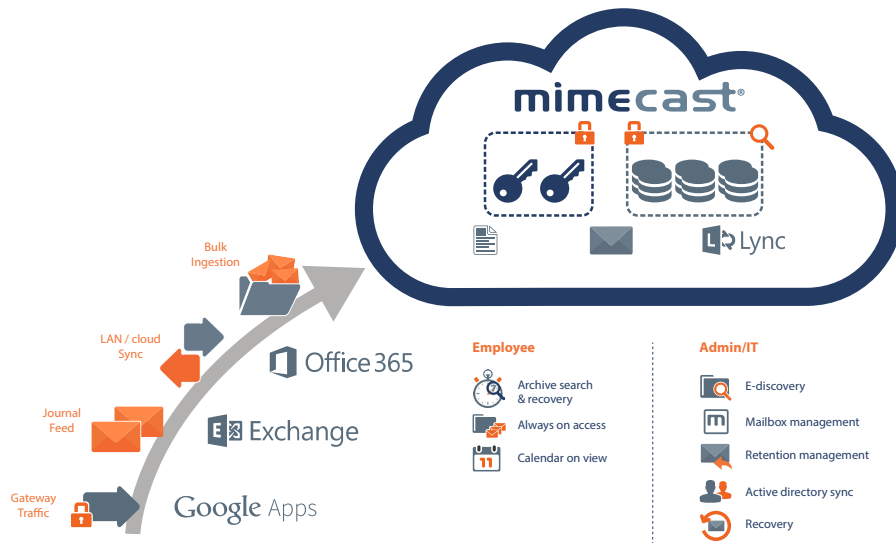 mimecast®
Lync
Bulk
Ingestion
LAN / cloud
Sync
Office 365
Journal
Feed
Exchange
Gateway
Traffic
Google Apps
Employee
Archive search
& recovery
Always on access
11
Calendar on view
Admin/IT
E-discovery
m
Mailbox management
Retention management
Active directory sync
Recovery